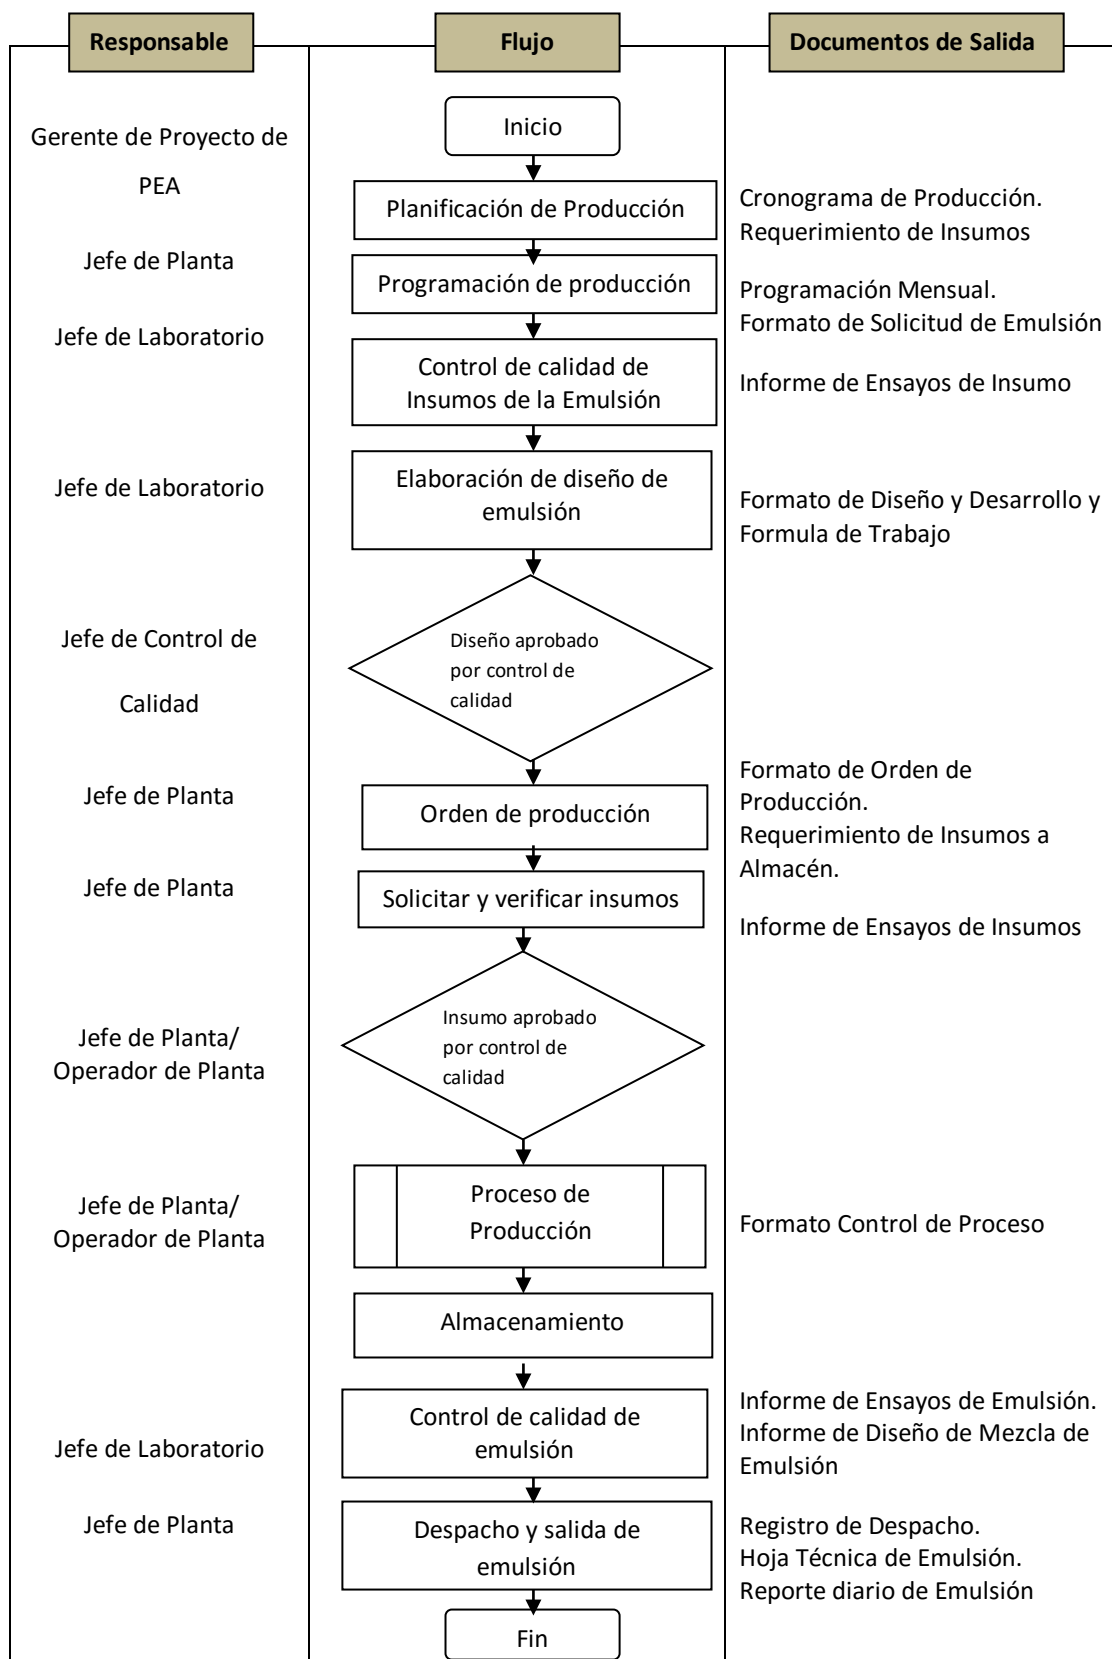 Responsable
Flujo
Documentos de Salida
Inicio
Gerente de Proyecto de
PEA
Planificación de Producción
Cronograma de Producción.
Requerimiento de Insumos
Jefe de Planta
Programación de producción
Programación Mensual.
Formato de Solicitud de Emulsión
Jefe de Laboratorio
Control de calidad de
Insumos de la Emulsión
Informe de Ensayos de Insumo
Jefe de Laboratorio
Elaboración de diseño de
emulsión
Formato de Diseño y Desarrollo y
Formula de Trabajo
Jefe de Control de
Calidad
Diseño aprobado
por control de
calidad
Jefe de Planta
Orden de producción
Formato de Orden de
Producción.
Requerimiento de Insumos a
Almacén.
Jefe de Planta
Solicitar y verificar insumos
Informe de Ensayos de Insumos
Jefe de Planta/
Operador de Planta
Insumo aprobado
por control de
calidad
Jefe de Planta/
Operador de Planta
Proceso de
Producción
Formato Control de Proceso
Almacenamiento
Jefe de Laboratorio
Control de calidad de
emulsión
Informe de Ensayos de Emulsión.
Informe de Diseño de Mezcla de
Emulsión
Jefe de Planta
Despacho y salida de
emulsión
Registro de Despacho.
Hoja Técnica de Emulsión.
Reporte diario de Emulsión
Fin